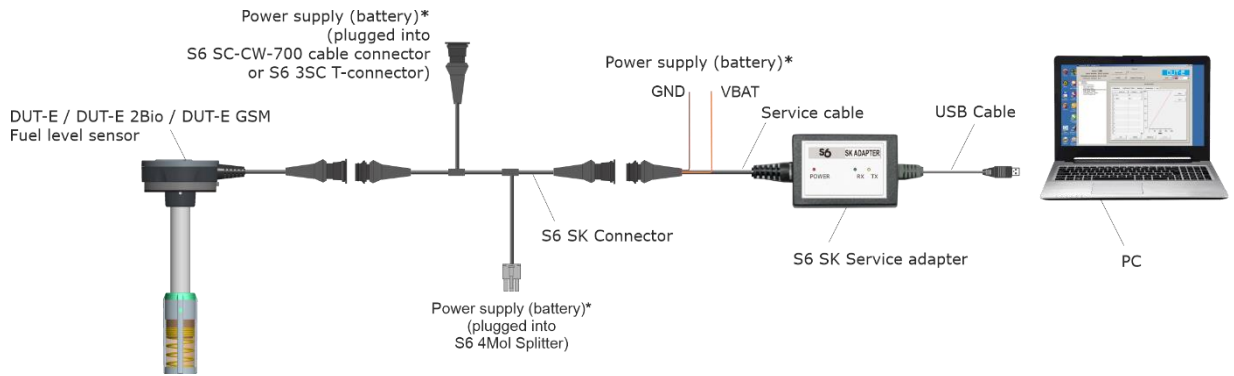 Power supply (battery)*
(plugged into
S6 SC-CW-700 cable connector
or S6 3SC T-connector)
Power supply (battery)*
GND
VBAT
DUT-E / DUT-E 2Bio / DUT-E GSM
Fuel level sensor
Service cable
USB Cable
DUT-E
S6
SK ADAPTER
POWER
RX
TX
S6 SK Connector
S6 SK Service adapter
PC
Power supply (battery)*
(plugged into
S6 4Mol Splitter)